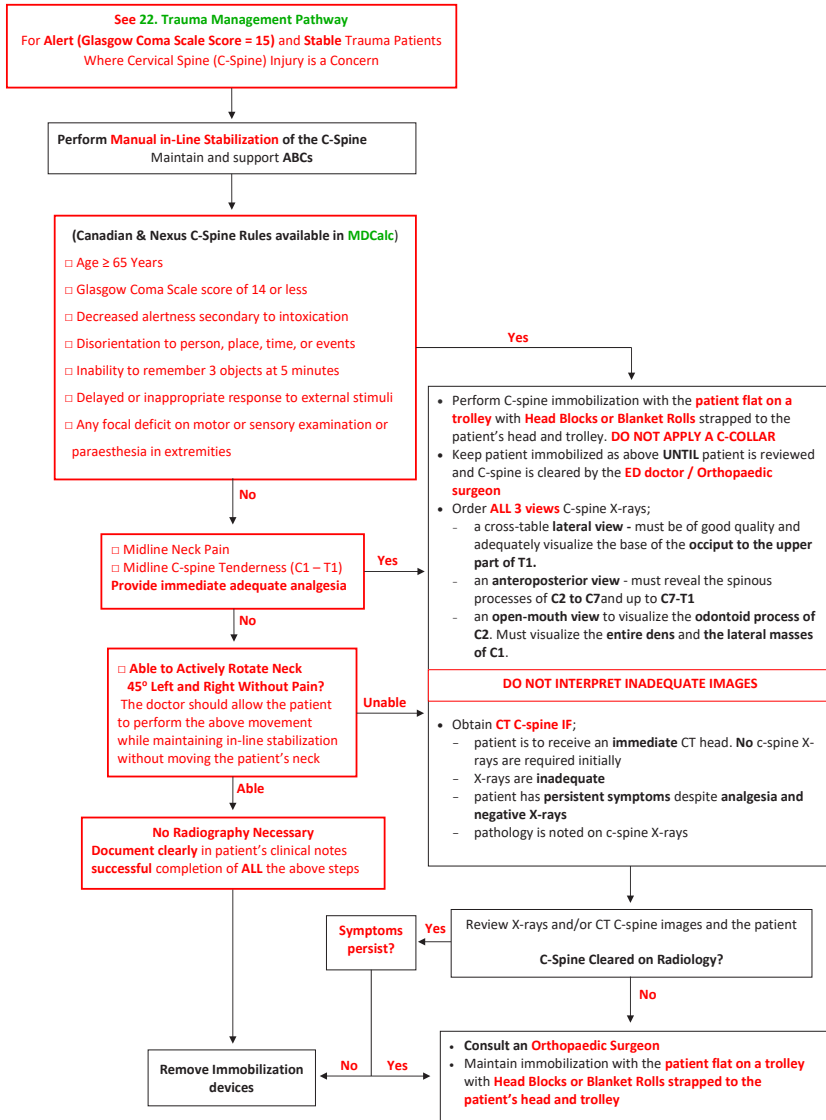 See 22. Trauma Management Pathway
For Alert (Glasgow Coma Scale Score = 15) and Stable Trauma Patients
Where Cervical Spine (C-Spine) Injury is a Concern
Perform Manual in-Line Stabilization of the C-Spine
Maintain and support ABCs
(Canadian & Nexus C-Spine Rules available in MDCalc)
□ Age ≥ 65 Years
□ Glasgow Coma Scale score of 14 or less
□ Decreased alertness secondary to intoxication
□ Disorientation to person, place, time, or events
□ Inability to remember 3 objects at 5 minutes
□ Delayed or inappropriate response to external stimuli
□ Any focal deficit on motor or sensory examination or
paraesthesia in extremities
Yes
No
□ Midline Neck Pain
□ Midline C-spine Tenderness (C1 – T1)
Provide immediate adequate analgesia
Yes
No
□ Able to Actively Rotate Neck
45° Left and Right Without Pain?
The doctor should allow the patient
to perform the above movement
while maintaining in-line stabilization
without moving the patient's neck
Unable
Able
No Radiography Necessary
Document clearly in patient's clinical notes
successful completion of ALL the above steps
• Perform C-spine immobilization with the patient flat on a
trolley with Head Blocks or Blanket Rolls strapped to the
patient's head and trolley. DO NOT APPLY A C-COLLAR
• Keep patient immobilized as above UNTIL patient is reviewed
and C-spine is cleared by the ED doctor / Orthopaedic
surgeon
• Order ALL 3 views C-spine X-rays;
- a cross-table lateral view - must be of good quality and
adequately visualize the base of the occiput to the upper
part of T1.
- an anteroposterior view - must reveal the spinous
processes of C2 to C7and up to C7-T1
- an open-mouth view to visualize the odontoid process of
C2. Must visualize the entire dens and the lateral masses
of C1.
DO NOT INTERPRET INADEQUATE IMAGES
• Obtain CT C-spine IF;
- patient is to receive an immediate CT head. No c-spine X-
rays are required initially
- X-rays are inadequate
- patient has persistent symptoms despite analgesia and
negative X-rays
- pathology is noted on c-spine X-rays
Review X-rays and/or CT C-spine images and the patient
C-Spine Cleared on Radiology?
Yes
Symptoms
persist?
No
No
Yes
Remove Immobilization
devices
• Consult an Orthopaedic Surgeon
• Maintain immobilization with the patient flat on a trolley
with Head Blocks or Blanket Rolls strapped to the
patient's head and trolley